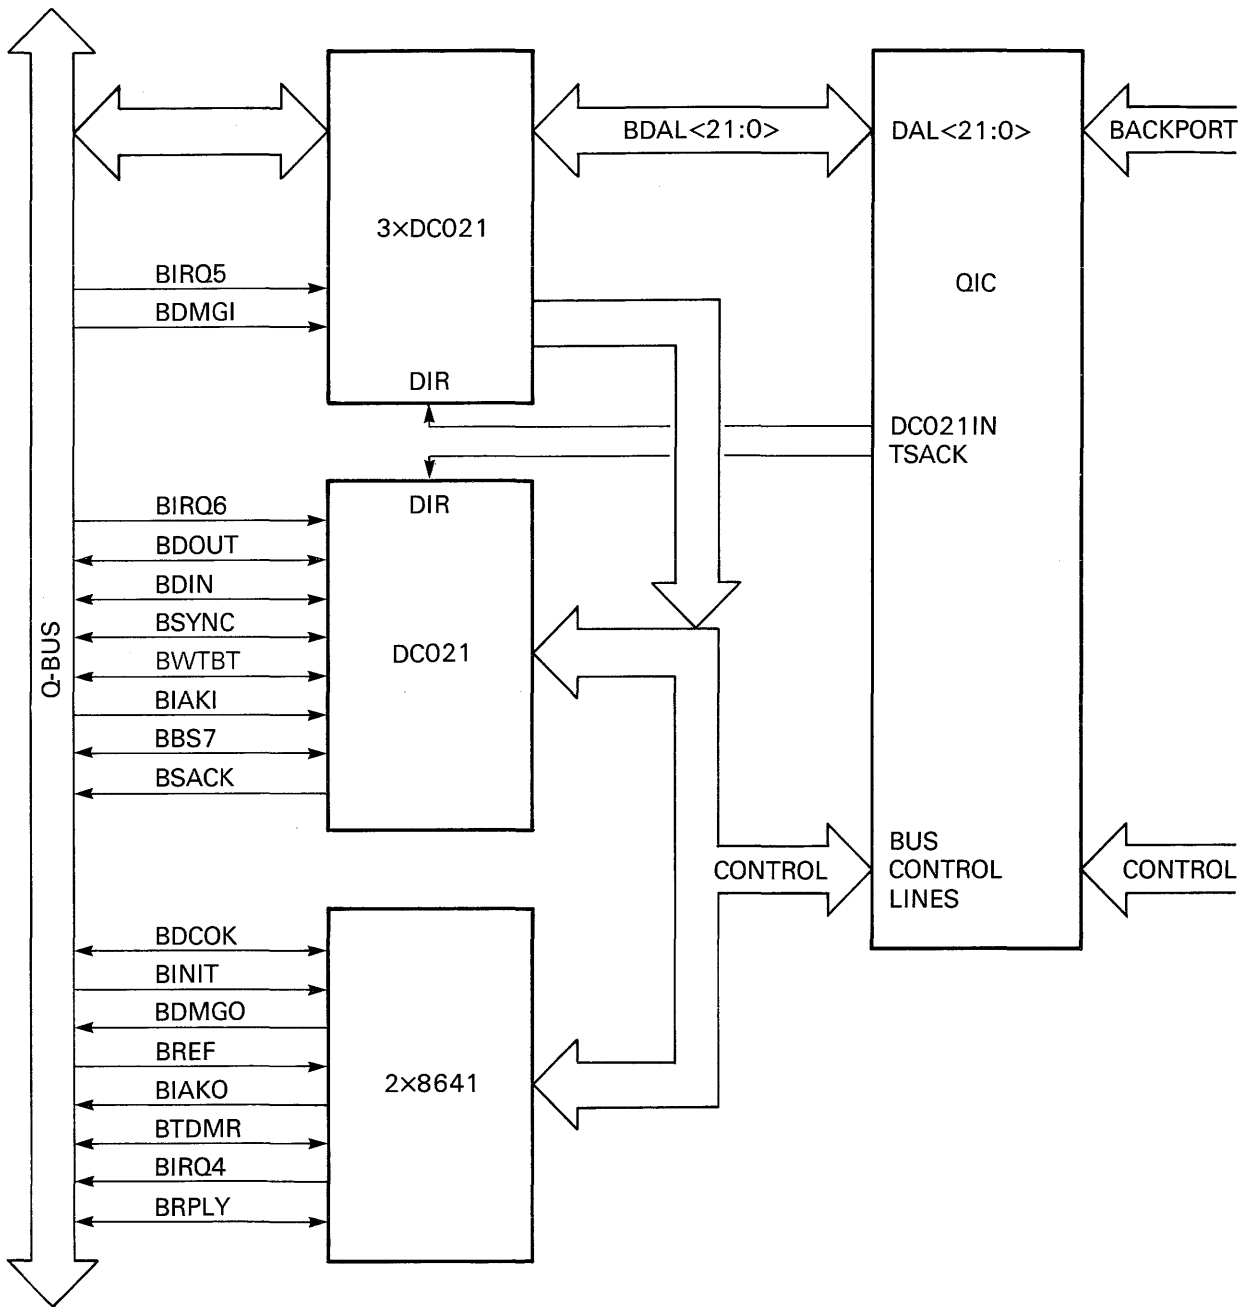 BDAL<21:0>
DAL<21:0>
BACKPORT
3×DC021
BIRQ5
QIC
BDMGI
DIR
DC021IN
TSACK
BIRQ6
DIR
BDOUT
BDIN
BSYNC
Q-BUS
DC021
BWTBT
BIAKI
BBS7
BSACK
BUS
CONTROL
LINES
CONTROL
CONTROL
BDCOK
BINIT
BDMGO
BREF
2×8641
BIAKO
BTDMR
BIRQ4
BRPLY